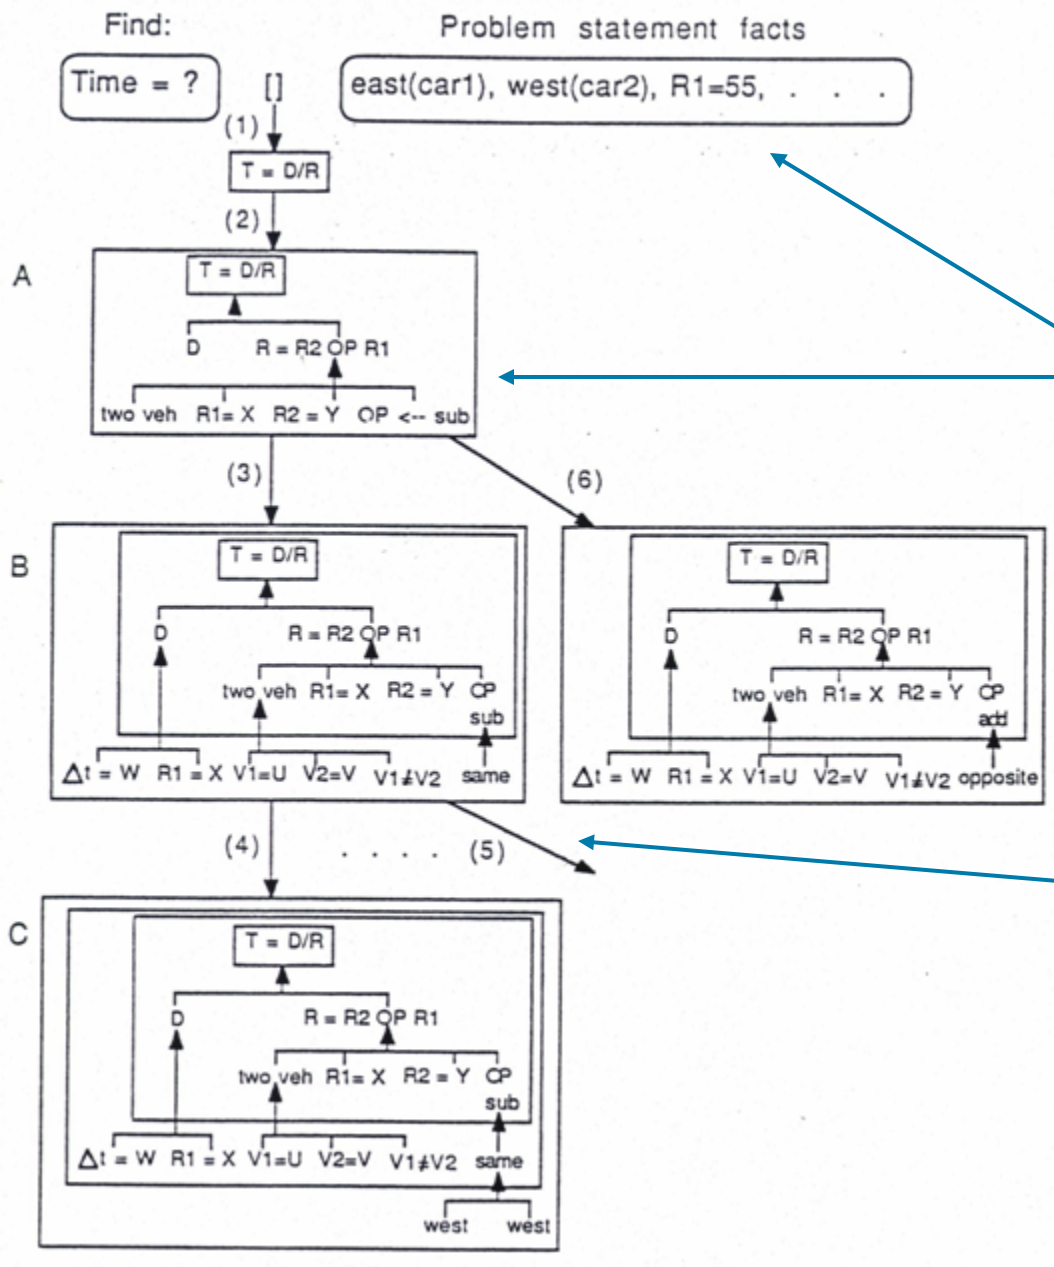 Find:
Problem statement facts
Time = ?
[]
east(car1), west(car2), R1=55, . . .
(1)
T = D/R
(2)
A
T = D/R
D R = R2 OP R1
two veh R1= X R2 = Y OP <-- sub
(3)
(6)
B
T = D/R
D R = R2 OP R1
two veh R1= X R2 = Y OP
sub
Δt = W R1 = X V1=U V2=V V1≠V2 same
T = D/R
D R = R2 OP R1
two veh R1= X R2 = Y OP
add
Δt = W R1 = X V1=U V2=V V1≠V2 opposite
(4) . . . . (5)
C
T = D/R
D R = R2 OP R1
two veh R1= X R2 = Y OP
sub
Δt = W R1 = X V1=U V2=V V1≠V2 same
west west